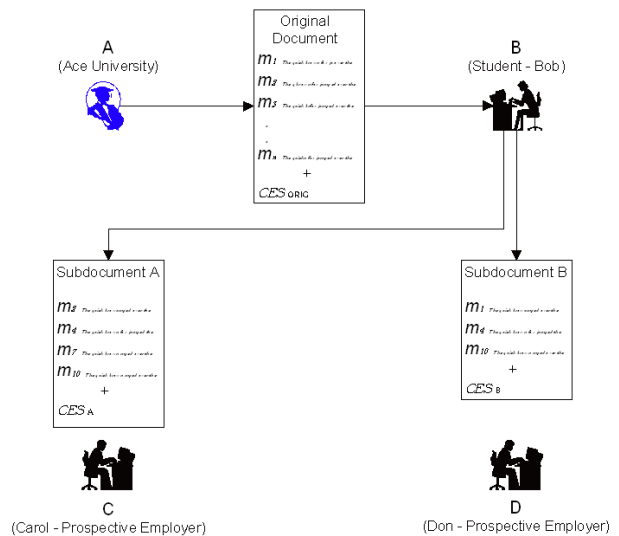 Original
Document
A
(Ace University)
B
(Student - Bob)
m1
m2
m3
.
.
mn
+
CES ORIG
Subdocument A
m2
m4
m7
m10
+
CES A
Subdocument B
m1
m4
m10
+
CES B
C
(Carol - Prospective Employer)
D
(Don - Prospective Employer)